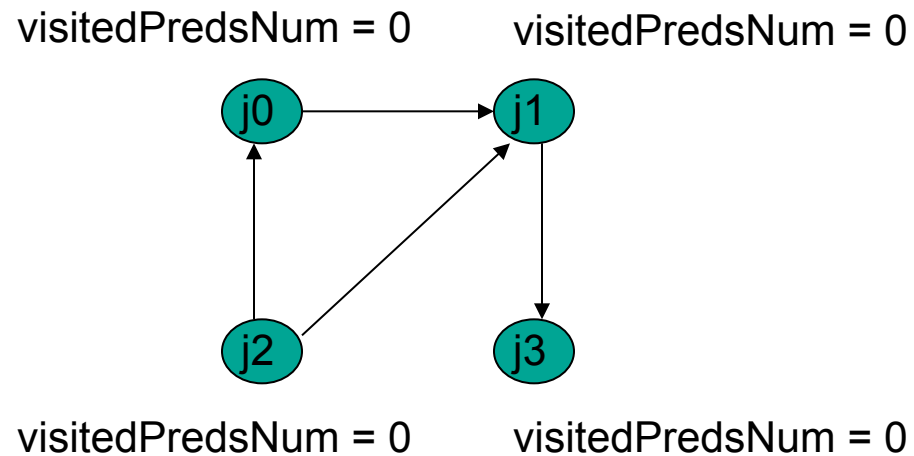 visitedPredsNum = 0
visitedPredsNum = 0
j0
j1
j2
j3
visitedPredsNum = 0
visitedPredsNum = 0